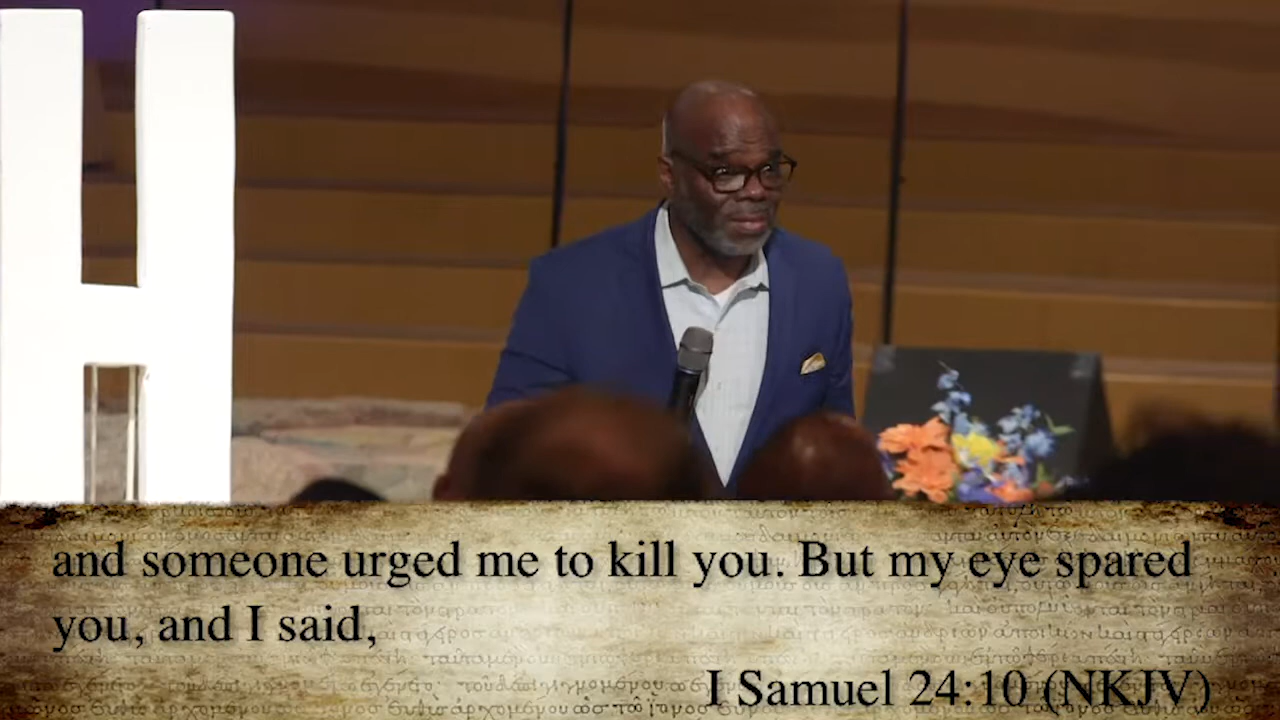 H
and someone urged me to kill you. But my eye spared
you, and I said,
I Samuel 24:10 (NKJV)